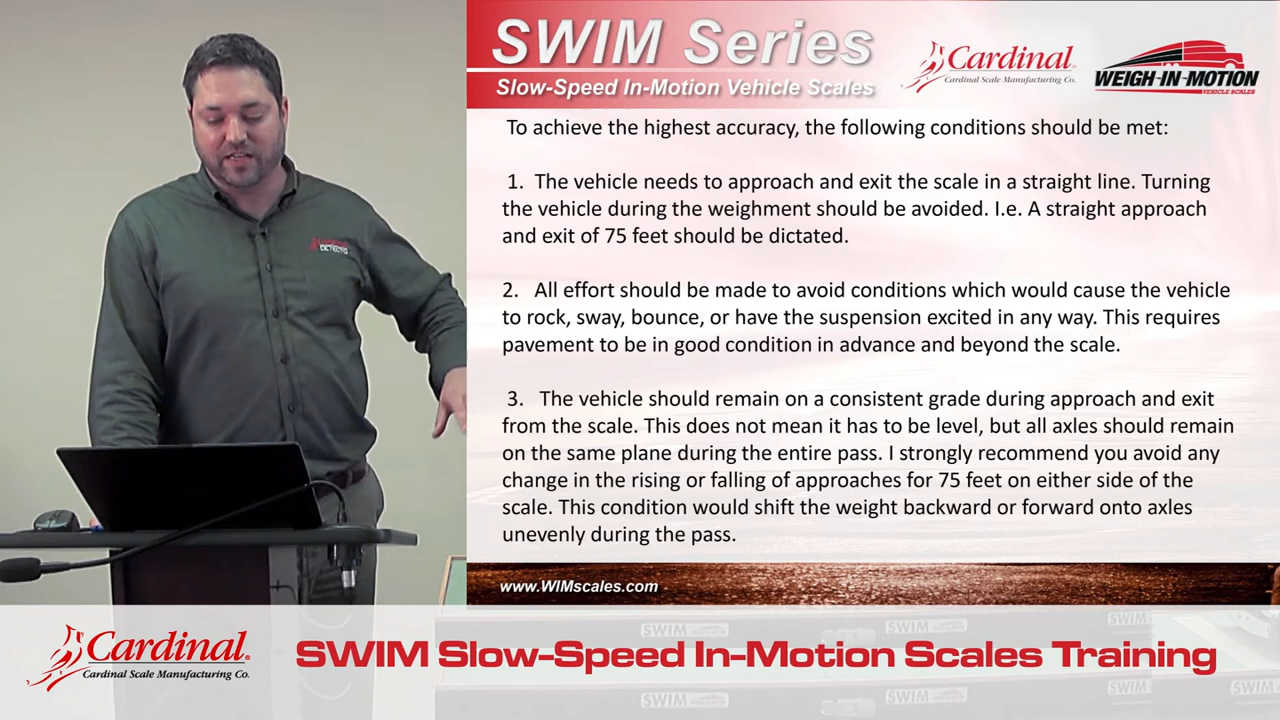 SWIM Series
Slow-Speed In-Motion Vehicle Scales
Cardinal®
Cardinal Scale Manufacturing Co.
WEIGH-IN-MOTION
VEHICLE SCALES
To achieve the highest accuracy, the following conditions should be met:
1. The vehicle needs to approach and exit the scale in a straight line. Turning
the vehicle during the weighment should be avoided. I.e. A straight approach
and exit of 75 feet should be dictated.
2. All effort should be made to avoid conditions which would cause the vehicle
to rock, sway, bounce, or have the suspension excited in any way. This requires
pavement to be in good condition in advance and beyond the scale.
3. The vehicle should remain on a consistent grade during approach and exit
from the scale. This does not mean it has to be level, but all axles should remain
on the same plane during the entire pass. I strongly recommend you avoid any
change in the rising or falling of approaches for 75 feet on either side of the
scale. This condition would shift the weight backward or forward onto axles
unevenly during the pass.
www.WIMscales.com
DETECTO
Cardinal®
Cardinal Scale Manufacturing Co.
SWIM Slow-Speed In-Motion Scales Training
SWIM
SWIM
SWIM
SWIM
SWIM
SWIM
SWIM